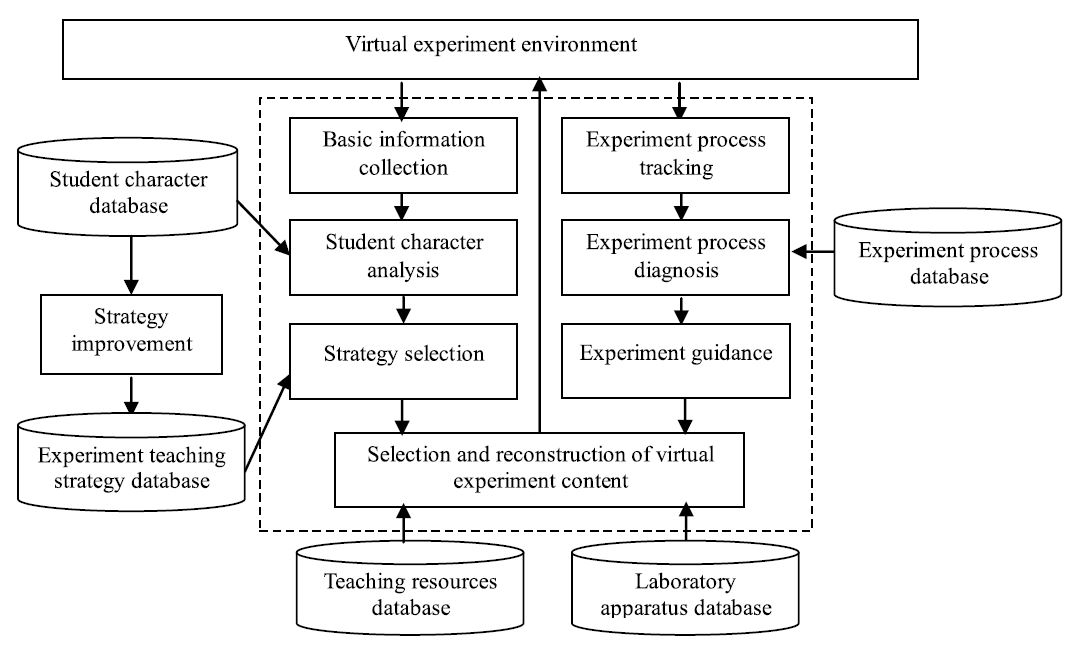 Virtual experiment environment
Basic information
collection
Experiment process
tracking
Student character
database
Student character
analysis
Experiment process
diagnosis
Experiment process
database
Strategy
improvement
Strategy selection
Experiment guidance
Experiment teaching
strategy database
Selection and reconstruction of virtual
experiment content
Teaching resources
database
Laboratory
apparatus database